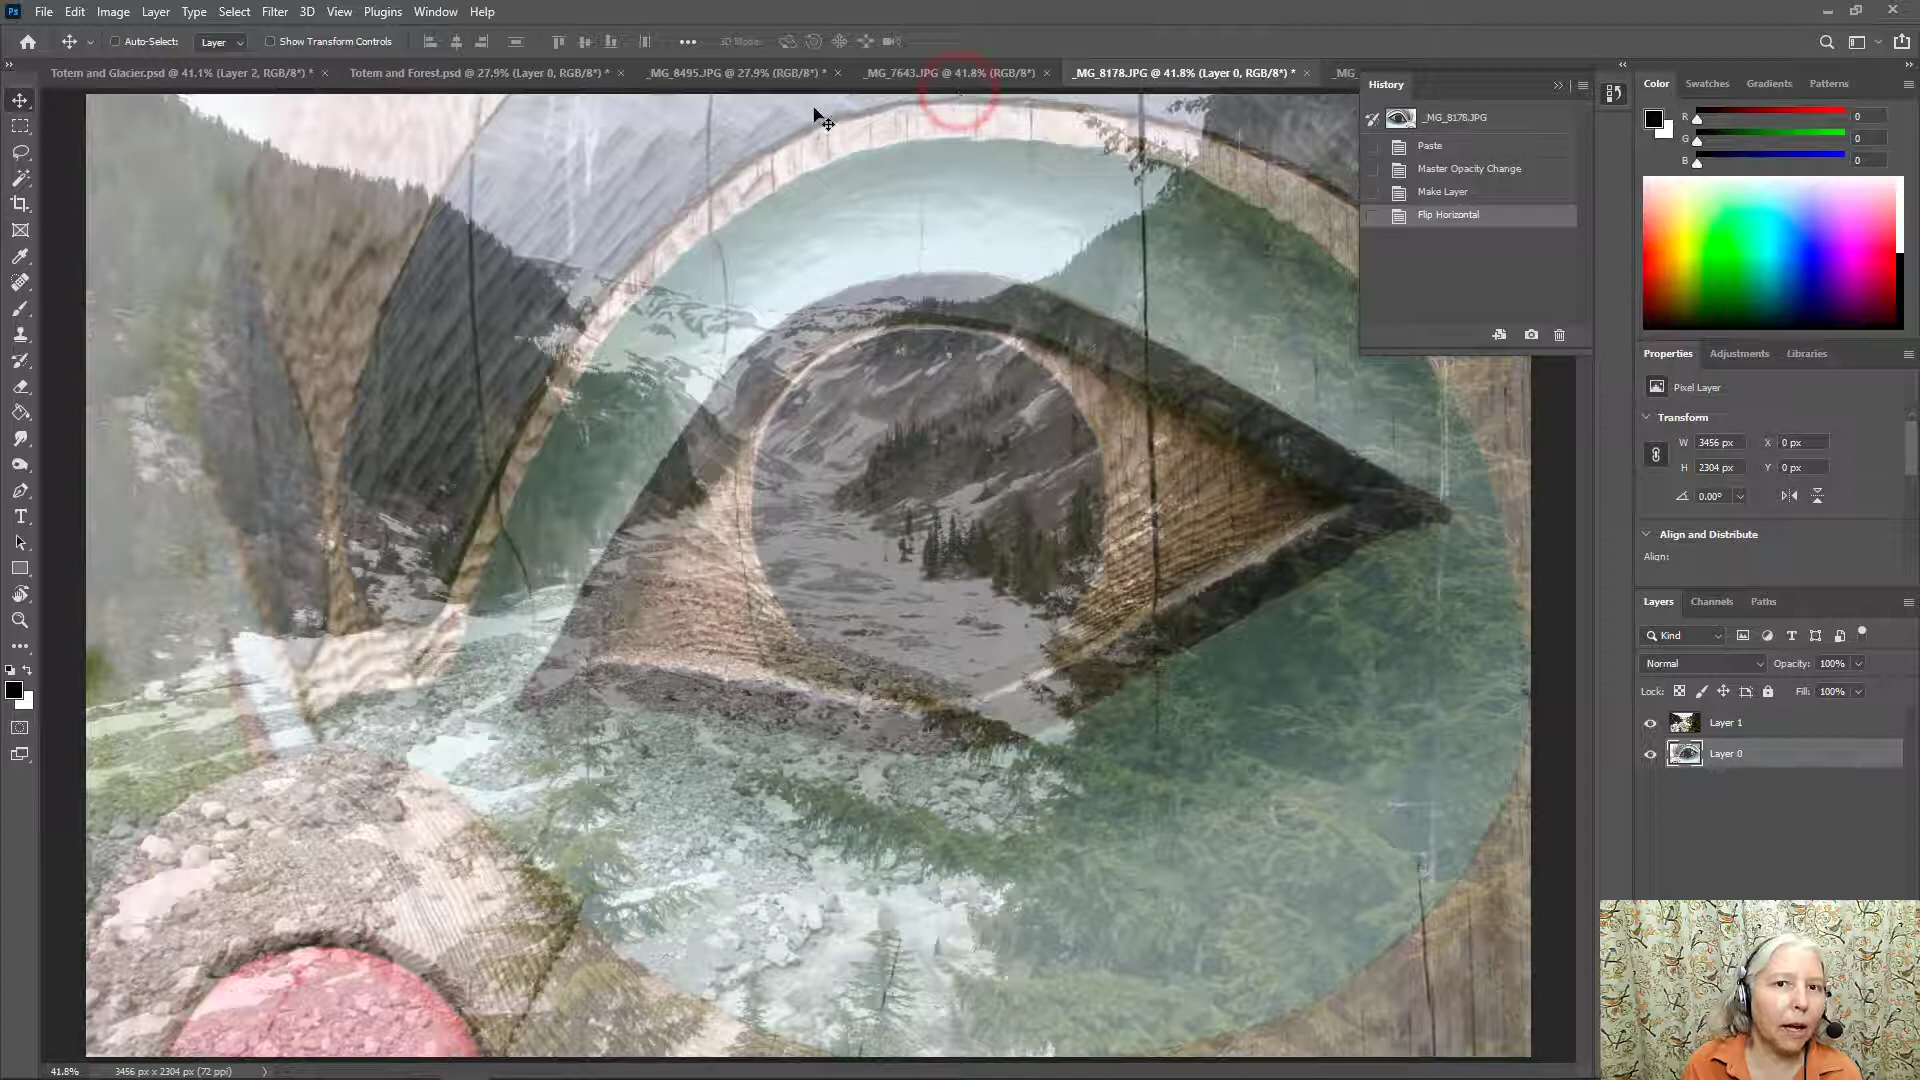 Ps File Edit Image Layer Type Select Filter 3D View Plugins Window Help
Auto-Select: Layer Show Transform Controls 3D Mode:
Totem and Glacier.psd @ 41.1% (Layer 2, RGB/8*) * Totem and Forest.psd @ 27.9% (Layer 0, RGB/8*) * _MG_8495.JPG @ 27.9% (RGB/8*) * _MG_7643.JPG @ 41.8% (RGB/8*) _MG_8178.JPG @ 41.8% (Layer 0, RGB/8*) * _MG_
History
_MG_8178.JPG
Paste
Master Opacity Change
Make Layer
Flip Horizontal
Color Swatches Gradients Patterns
R 0
G 0
B 0
Properties Adjustments Libraries
Pixel Layer
Transform
W 3456 px X 0 px
H 2304 px Y 0 px
0.00°
Align and Distribute
Align:
Layers Channels Paths
Kind
Normal Opacity: 100%
Lock: Fill: 100%
Layer 1
Layer 0
41.8% 3456 px x 2304 px (72 ppi)